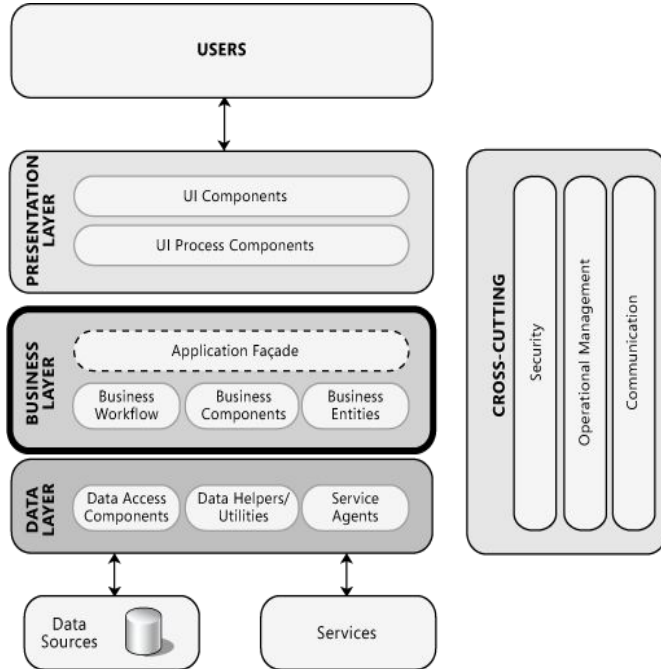 USERS
PRESENTATION
LAYER
UI Components
UI Process Components
BUSINESS
LAYER
Application Façade
Business
Workflow
Business
Components
Business
Entities
DATA
LAYER
Data Access
Components
Data Helpers/
Utilities
Service
Agents
Data
Sources
Services
CROSS-CUTTING
Security
Operational Management
Communication